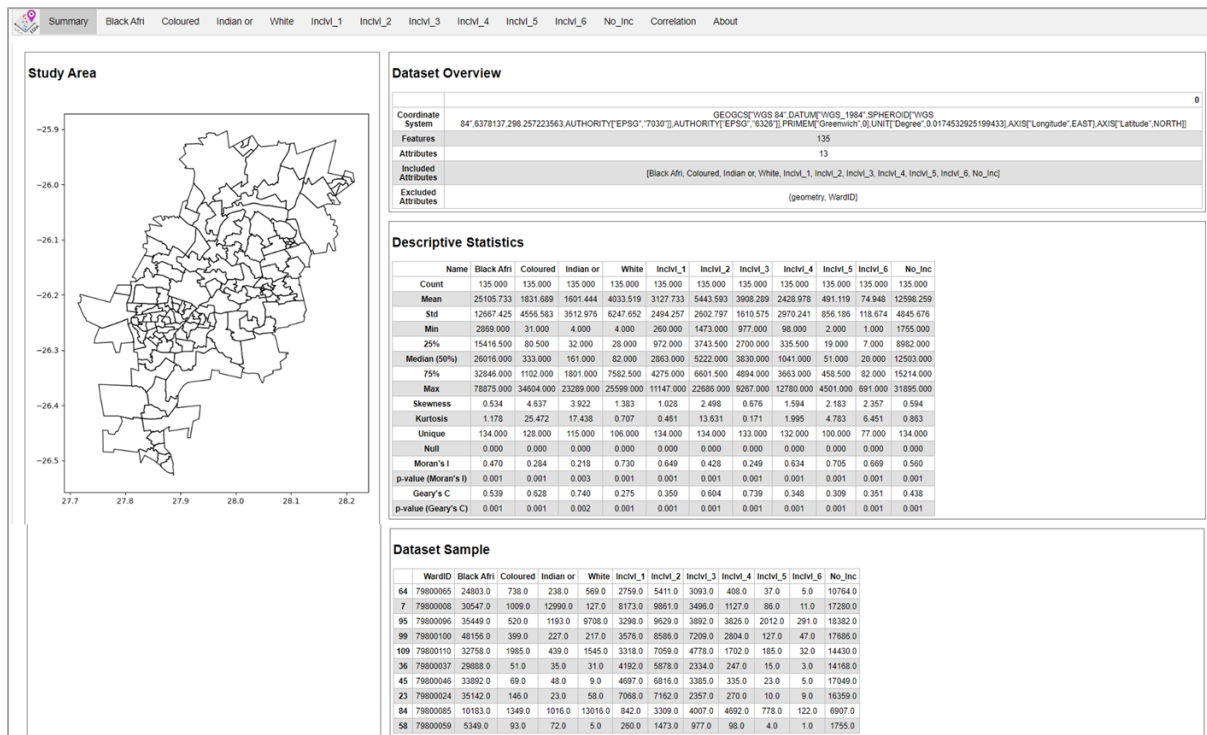 Summary Black Afri Coloured Indian or White Inclvl_1 Inclvl_2 Inclvl_3 Inclvl_4 Inclvl_5 Inclvl_6 No_Inc Correlation About
Study Area
−25.9
−26.0
−26.1
−26.2
−26.3
−26.4
−26.5
27.7 27.8 27.9 28.0 28.1 28.2
Dataset Overview
0
Coordinate System GEOGCS["WGS 84",DATUM["WGS_1984",SPHEROID["WGS
84",6378137,298.257223563,AUTHORITY["EPSG","7030"]],AUTHORITY["EPSG","6326"]],PRIMEM["Greenwich",0],UNIT["Degree",0.0174532925199433],AXIS["Longitude",EAST],AXIS["Latitude",NORTH]]
Features 135
Attributes 13
Included Attributes [Black Afri, Coloured, Indian or, White, Inclvl_1, Inclvl_2, Inclvl_3, Inclvl_4, Inclvl_5, Inclvl_6, No_Inc]
Excluded Attributes {geometry, WardID}
Descriptive Statistics
Name Black Afri Coloured Indian or White Inclvl_1 Inclvl_2 Inclvl_3 Inclvl_4 Inclvl_5 Inclvl_6 No_Inc
Count 135.000 135.000 135.000 135.000 135.000 135.000 135.000 135.000 135.000 135.000 135.000
Mean 25105.733 1831.689 1601.444 4033.519 3127.733 5443.593 3908.289 2428.978 491.119 74.948 12598.259
Std 12667.425 4556.583 3512.976 6247.652 2494.257 2602.797 1610.575 2970.241 856.186 118.674 4845.676
Min 2869.000 31.000 4.000 4.000 260.000 1473.000 977.000 98.000 2.000 1.000 1755.000
25% 15416.500 80.500 32.000 28.000 972.000 3743.500 2700.000 335.500 19.000 7.000 8982.000
Median (50%) 26016.000 333.000 161.000 82.000 2863.000 5222.000 3830.000 1041.000 51.000 20.000 12503.000
75% 32846.000 1102.000 1801.000 7582.500 4275.000 6601.500 4894.000 3663.000 458.500 82.000 15214.000
Max 78875.000 34604.000 23289.000 25599.000 11147.000 22686.000 9267.000 12780.000 4501.000 691.000 31895.000
Skewness 0.534 4.637 3.922 1.383 1.028 2.498 0.676 1.594 2.183 2.357 0.594
Kurtosis 1.178 25.472 17.438 0.707 0.461 13.631 0.171 1.995 4.783 6.451 0.863
Unique 134.000 128.000 115.000 106.000 134.000 134.000 133.000 132.000 100.000 77.000 134.000
Null 0.000 0.000 0.000 0.000 0.000 0.000 0.000 0.000 0.000 0.000 0.000
Moran's I 0.470 0.284 0.218 0.730 0.649 0.428 0.249 0.634 0.705 0.669 0.560
p-value (Moran's I) 0.001 0.001 0.003 0.001 0.001 0.001 0.001 0.001 0.001 0.001 0.001
Geary's C 0.539 0.628 0.740 0.275 0.350 0.604 0.739 0.348 0.309 0.351 0.438
p-value (Geary's C) 0.001 0.001 0.002 0.001 0.001 0.001 0.001 0.001 0.001 0.001 0.001
Dataset Sample
WardID Black Afri Coloured Indian or White Inclvl_1 Inclvl_2 Inclvl_3 Inclvl_4 Inclvl_5 Inclvl_6 No_Inc
64 79800065 24803.0 738.0 238.0 569.0 2759.0 5411.0 3093.0 408.0 37.0 5.0 10764.0
7 79800008 30547.0 1009.0 12990.0 127.0 8173.0 9861.0 3496.0 1127.0 86.0 11.0 17280.0
95 79800096 35449.0 520.0 1193.0 9708.0 3298.0 9629.0 3892.0 3826.0 2012.0 291.0 18382.0
99 79800100 48156.0 399.0 227.0 217.0 3576.0 8586.0 7209.0 2804.0 127.0 47.0 17686.0
109 79800110 32758.0 1985.0 439.0 1545.0 3318.0 7059.0 4778.0 1702.0 185.0 32.0 14430.0
36 79800037 29888.0 51.0 35.0 31.0 4192.0 5878.0 2334.0 247.0 15.0 3.0 14168.0
45 79800046 33892.0 69.0 48.0 9.0 4697.0 6816.0 3385.0 335.0 23.0 5.0 17049.0
23 79800024 35142.0 146.0 23.0 58.0 7068.0 7162.0 2357.0 270.0 10.0 9.0 16359.0
84 79800085 10183.0 1349.0 1016.0 13016.0 842.0 3309.0 4007.0 4692.0 778.0 122.0 6907.0
58 79800059 5349.0 93.0 72.0 5.0 260.0 1473.0 977.0 98.0 4.0 1.0 1755.0